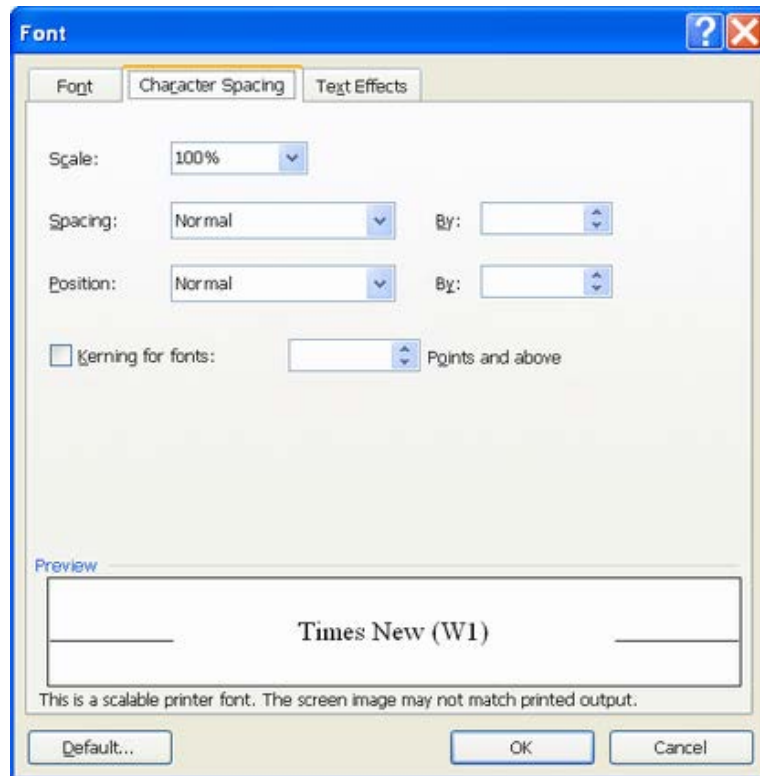 Font
Font Character Spacing Text Effects
Scale: 100%
Spacing: Normal By:
Position: Normal By:
Kerning for fonts: Points and above
Preview
Times New (W1)
This is a scalable printer font. The screen image may not match printed output.
Default... OK Cancel